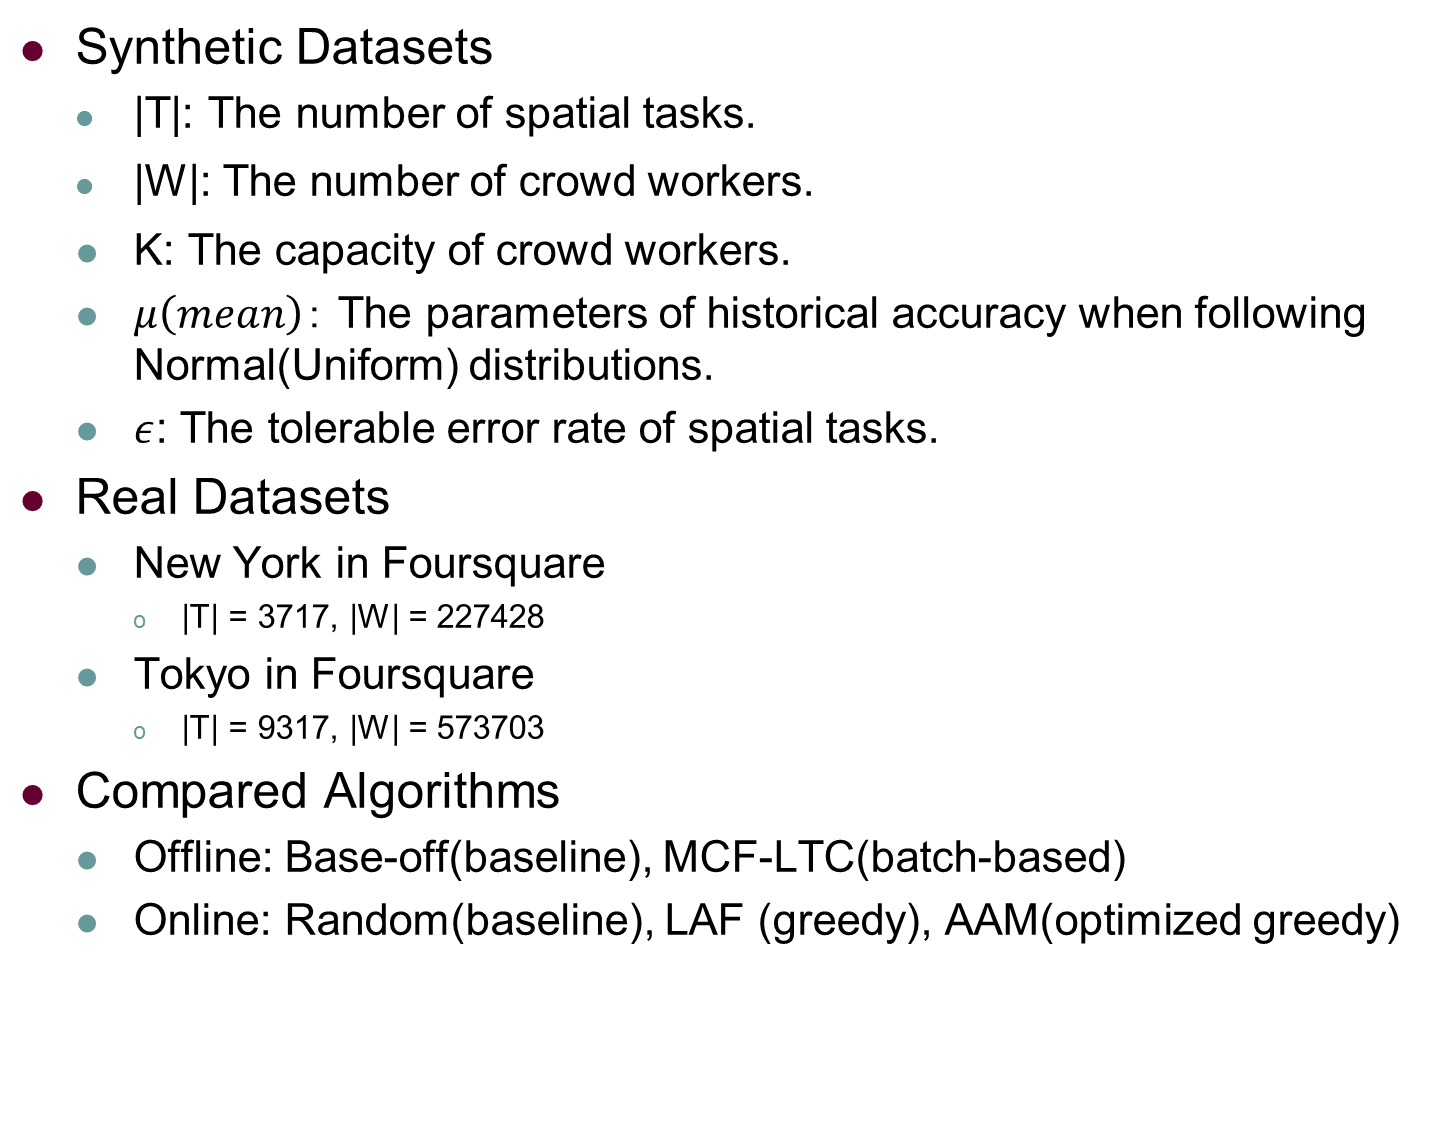 ● Synthetic Datasets
● |T|: The number of spatial tasks.
● |W|: The number of crowd workers.
● K: The capacity of crowd workers.
● 𝜇(𝑚𝑒𝑎𝑛): The parameters of historical accuracy when following
Normal(Uniform) distributions.
● 𝜖: The tolerable error rate of spatial tasks.
● Real Datasets
● New York in Foursquare
o |T| = 3717, |W| = 227428
● Tokyo in Foursquare
o |T| = 9317, |W| = 573703
● Compared Algorithms
● Offline: Base-off(baseline), MCF-LTC(batch-based)
● Online: Random(baseline), LAF (greedy), AAM(optimized greedy)